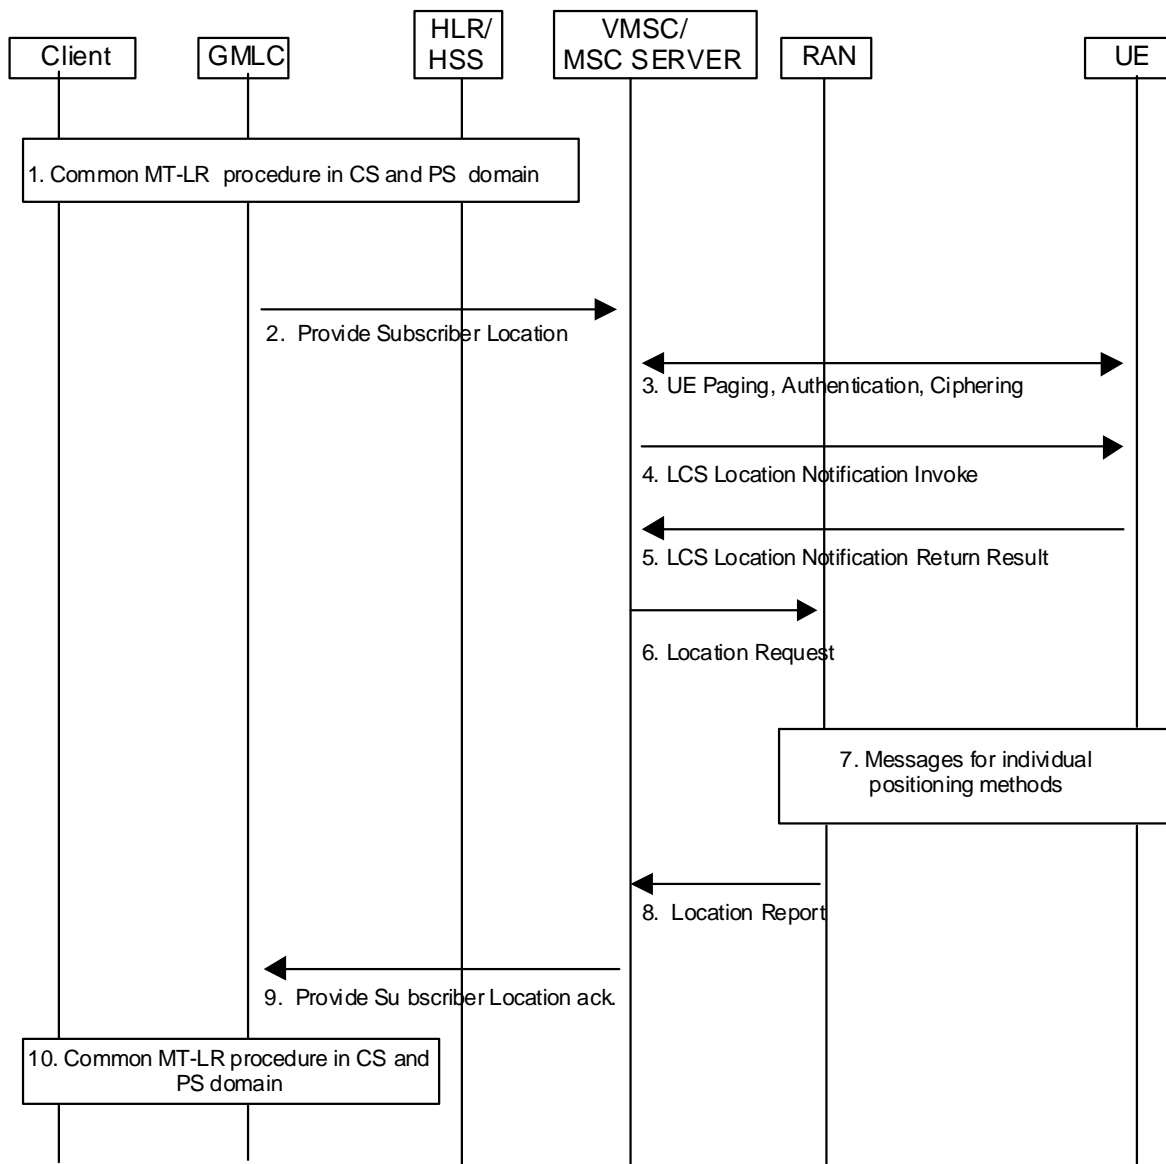 Client
GMLC
HLR/
HSS
VMSC/
MSC SERVER
RAN
UE
1. Common MT-LR procedure in CS and PS domain
2. Provide Subscriber Location
3. UE Paging, Authentication, Ciphering
4. LCS Location Notification Invoke
5. LCS Location Notification Return Result
6. Location Request
7. Messages for individual
positioning methods
8. Location Report
9. Provide Su bscriber Location ack.
10. Common MT-LR procedure in CS and
PS domain